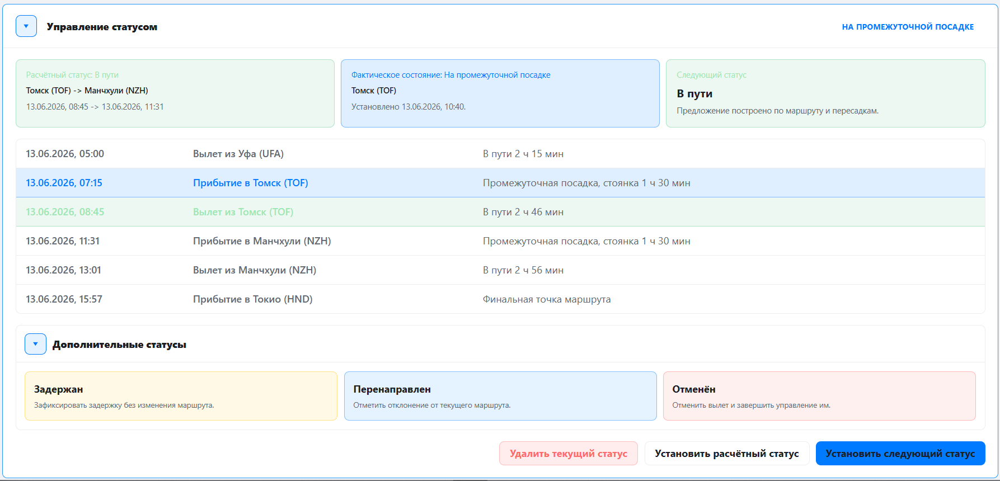 Управление статусом
НА ПРОМЕЖУТОЧНОЙ ПОСАДКЕ
Расчётный статус: В пути
Томск (TOF) -> Манчхули (NZH)
13.06.2026, 08:45 -> 13.06.2026, 11:31
Фактическое состояние: На промежуточной посадке
Томск (TOF)
Установлено 13.06.2026, 10:40.
Следующий статус
В пути
Предложение построено по маршруту и пересадкам.
13.06.2026, 05:00 Вылет из Уфа (UFA) В пути 2 ч 15 мин
13.06.2026, 07:15 Прибытие в Томск (TOF) Промежуточная посадка, стоянка 1 ч 30 мин
13.06.2026, 08:45 Вылет из Томск (TOF) В пути 2 ч 46 мин
13.06.2026, 11:31 Прибытие в Манчхули (NZH) Промежуточная посадка, стоянка 1 ч 30 мин
13.06.2026, 13:01 Вылет из Манчхули (NZH) В пути 2 ч 56 мин
13.06.2026, 15:57 Прибытие в Токио (HND) Финальная точка маршрута
Дополнительные статусы
Задержан
Зафиксировать задержку без изменения маршрута.
Перенаправлен
Отметить отклонение от текущего маршрута.
Отменён
Отменить вылет и завершить управление им.
Удалить текущий статус
Установить расчётный статус
Установить следующий статус